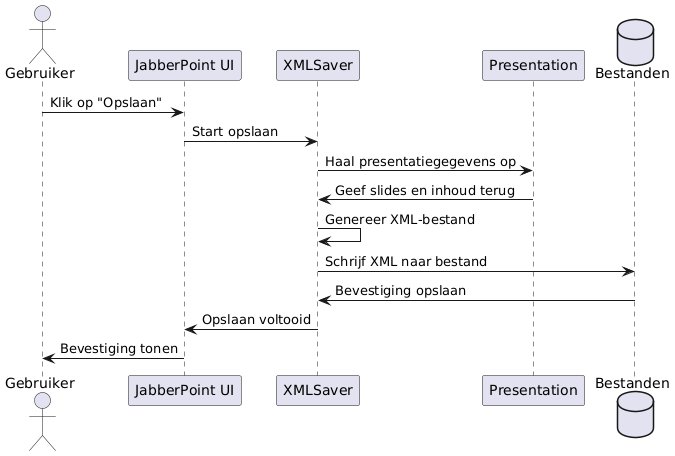 Gebruiker
JabberPoint UI
XMLSaver
Presentation
Bestanden
Klik op "Opslaan"
Start opslaan
Haal presentatiegegevens op
Geef slides en inhoud terug
Genereer XML-bestand
Schrijf XML naar bestand
Bevestiging opslaan
Opslaan voltooid
Bevestiging tonen
Gebruiker
JabberPoint UI
XMLSaver
Presentation
Bestanden